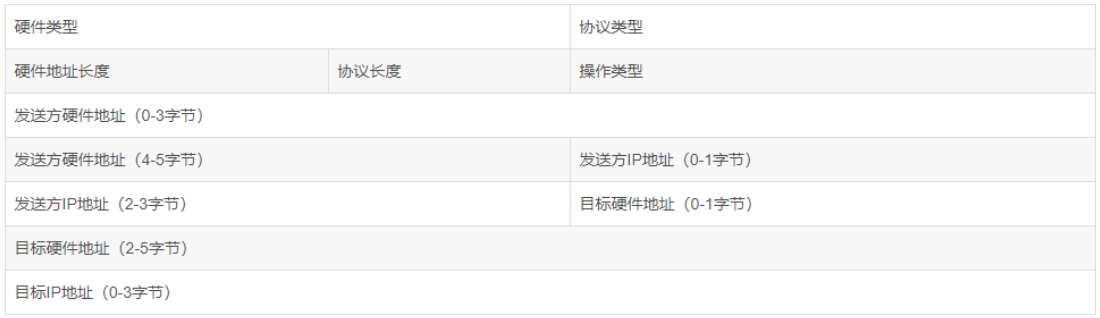 硬件类型 协议类型
硬件地址长度 协议长度 操作类型
发送方硬件地址（0-3字节）
发送方硬件地址（4-5字节） 发送方IP地址（0-1字节）
发送方IP地址（2-3字节） 目标硬件地址（0-1字节）
目标硬件地址（2-5字节）
目标IP地址（0-3字节）